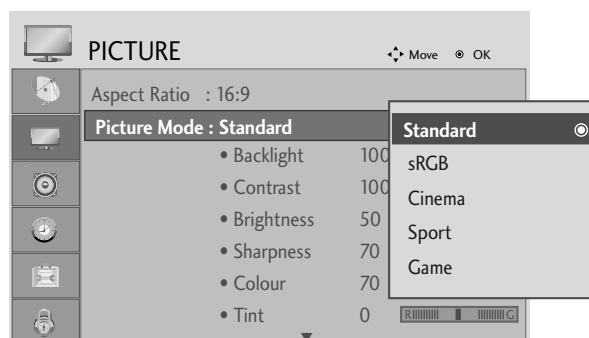 PICTURE
Move OK
Aspect Ratio : 16:9
Picture Mode : Standard
• Backlight 100
• Contrast 100
• Brightness 50
• Sharpness 70
• Colour 70
• Tint 0 R G
Standard
sRGB
Cinema
Sport
Game